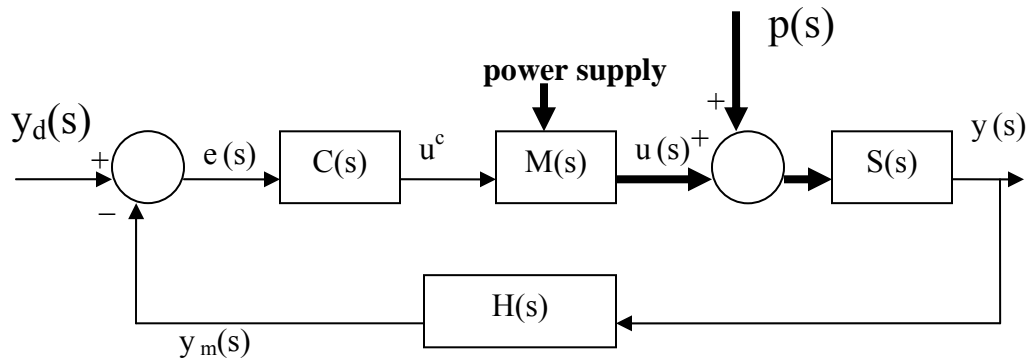 p(s)
power supply
y_d(s)
+
+
e(s)
C(s)
u^c
M(s)
u(s)
+
S(s)
y(s)
−
H(s)
y_m(s)